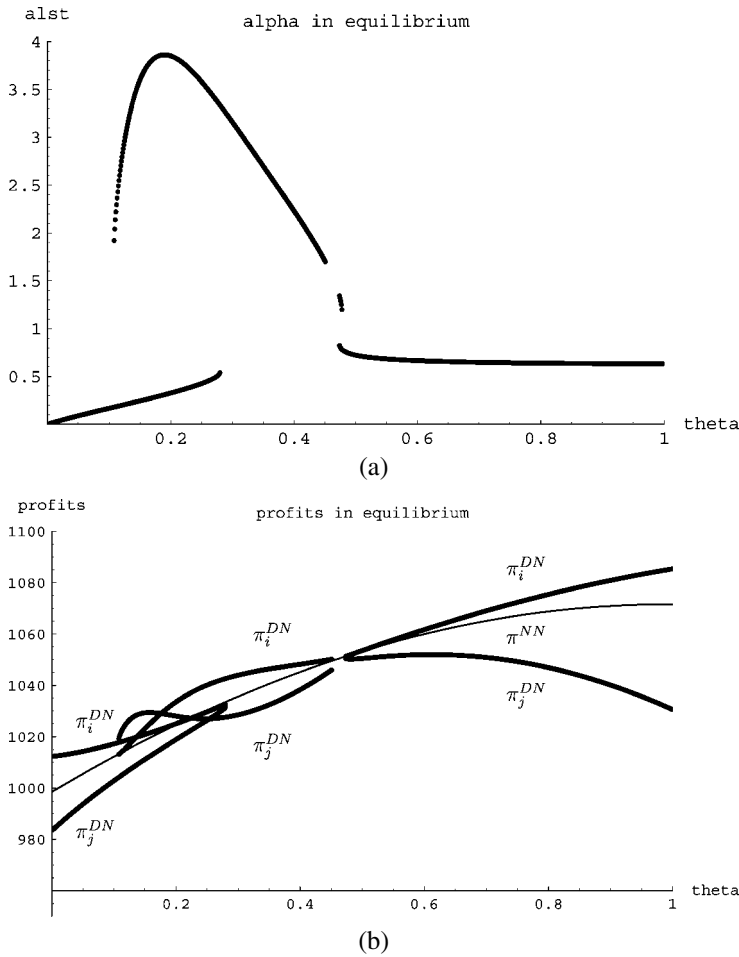 alst
alpha in equilibrium
4
3.5
3
2.5
2
1.5
1
0.5
0.2 0.4 0.6 0.8 1
theta
(a)
profits
profits in equilibrium
1100
1080
1060
1040
1020
1000
980
π_i^{DN}
π^{NN}
π_j^{DN}
π_i^{DN}
π_j^{DN}
π_i^{DN}
π_j^{DN}
0.2 0.4 0.6 0.8 1
theta
(b)